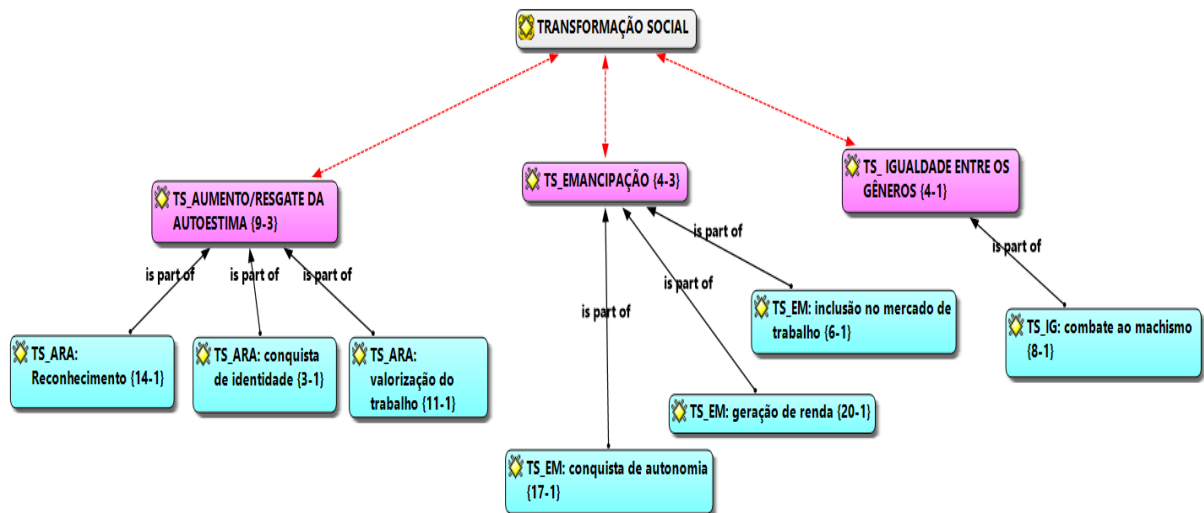 TRANSFORMAÇÃO SOCIAL
TS_AUMENTO/RESGATE DA
AUTOESTIMA {9-3}
TS_EMANCIPAÇÃO {4-3}
TS_ IGUALDADE ENTRE OS
GÊNEROS {4-1}
is part of
is part of
is part of
is part of
is part of
is part of
is part of
TS_ARA:
Reconhecimento {14-1}
TS_ARA: conquista
de identidade {3-1}
TS_ARA:
valorização do
trabalho {11-1}
TS_EM: inclusão no mercado de
trabalho {6-1}
TS_IG: combate ao machismo
{8-1}
TS_EM: geração de renda {20-1}
TS_EM: conquista de autonomia
{17-1}